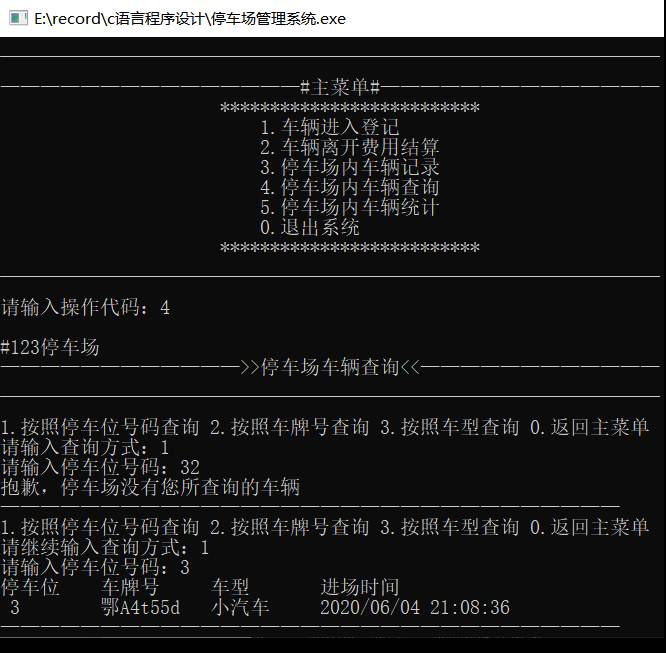 E:\record\c语言程序设计\停车场管理系统.exe
#主菜单#
**************************
1.车辆进入登记
2.车辆离开费用结算
3.停车场内车辆记录
4.停车场内车辆查询
5.停车场内车辆统计
0.退出系统
**************************
请输入操作代码：4
#123停车场
>>停车场车辆查询<<
1.按照停车位号码查询 2.按照车牌号查询 3.按照车型查询 0.返回主菜单
请输入查询方式：1
请输入停车位号码：32
抱歉，停车场没有您所查询的车辆
1.按照停车位号码查询 2.按照车牌号查询 3.按照车型查询 0.返回主菜单
请继续输入查询方式：1
请输入停车位号码：3
停车位 车牌号 车型 进场时间
3 鄂A4t55d 小汽车 2020/06/04 21:08:36